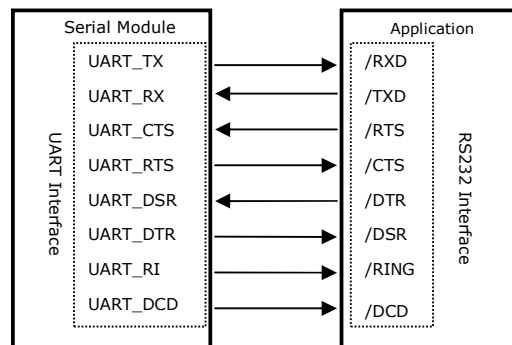 Serial Module
Application
UART_TX
/RXD
UART_RX
/TXD
UART_CTS
/RTS
UART_RTS
/CTS
UART_DSR
/DTR
UART_DTR
/DSR
UART_RI
/RING
UART_DCD
/DCD
UART Interface
RS232 Interface